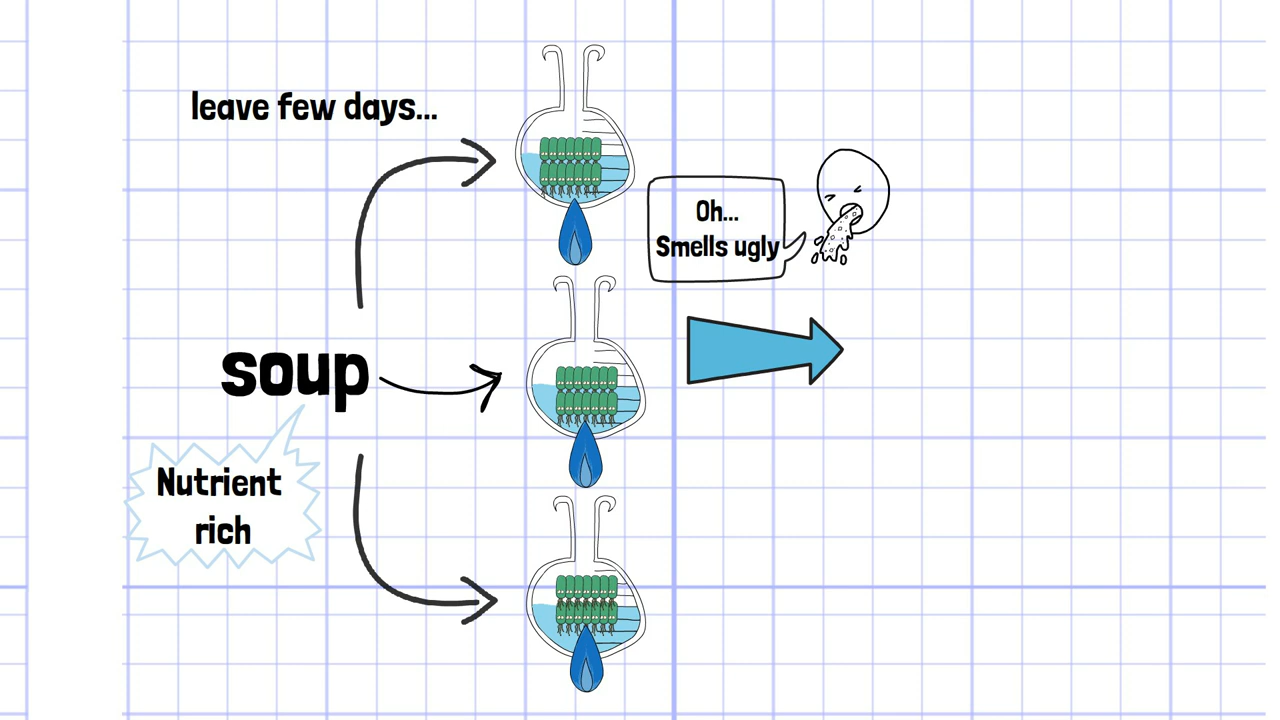 leave few days...
Oh...
Smells ugly
soup
Nutrient
rich